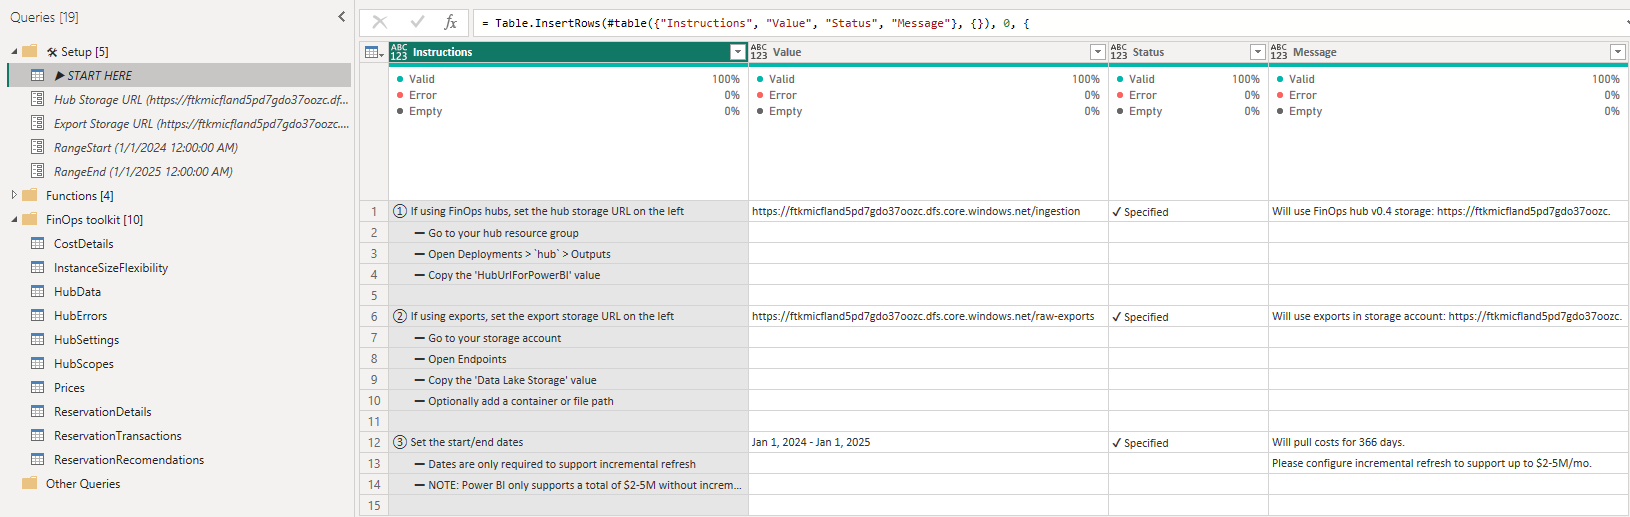 Queries [19]
Setup [5]
START HERE
Hub Storage URL (https://ftkmicfland5pd7gdo37oozc.df...
Export Storage URL (https://ftkmicfland5pd7gdo37oozc....
RangeStart (1/1/2024 12:00:00 AM)
RangeEnd (1/1/2025 12:00:00 AM)
Functions [4]
FinOps toolkit [10]
CostDetails
InstanceSizeFlexibility
HubData
HubErrors
HubSettings
HubScopes
Prices
ReservationDetails
ReservationTransactions
ReservationRecomendations
Other Queries
fx = Table.InsertRows(#table({"Instructions", "Value", "Status", "Message"}, {}), 0, {
ABC 123 Instructions ABC 123 Value ABC 123 Status ABC 123 Message
Valid 100% Valid 100% Valid 100% Valid 100%
Error 0% Error 0% Error 0% Error 0%
Empty 0% Empty 0% Empty 0% Empty 0%
1 ① If using FinOps hubs, set the hub storage URL on the left https://ftkmicfland5pd7gdo37oozc.dfs.core.windows.net/ingestion ✓ Specified Will use FinOps hub v0.4 storage: https://ftkmicfland5pd7gdo37oozc.
2 — Go to your hub resource group
3 — Open Deployments > `hub` > Outputs
4 — Copy the 'HubUrlForPowerBI' value
5
6 ② If using exports, set the export storage URL on the left https://ftkmicfland5pd7gdo37oozc.dfs.core.windows.net/raw-exports ✓ Specified Will use exports in storage account: https://ftkmicfland5pd7gdo37oozc.
7 — Go to your storage account
8 — Open Endpoints
9 — Copy the 'Data Lake Storage' value
10 — Optionally add a container or file path
11
12 ③ Set the start/end dates Jan 1, 2024 - Jan 1, 2025 ✓ Specified Will pull costs for 366 days.
13 — Dates are only required to support incremental refresh Please configure incremental refresh to support up to $2-5M/mo.
14 — NOTE: Power BI only supports a total of $2-5M without increm...
15